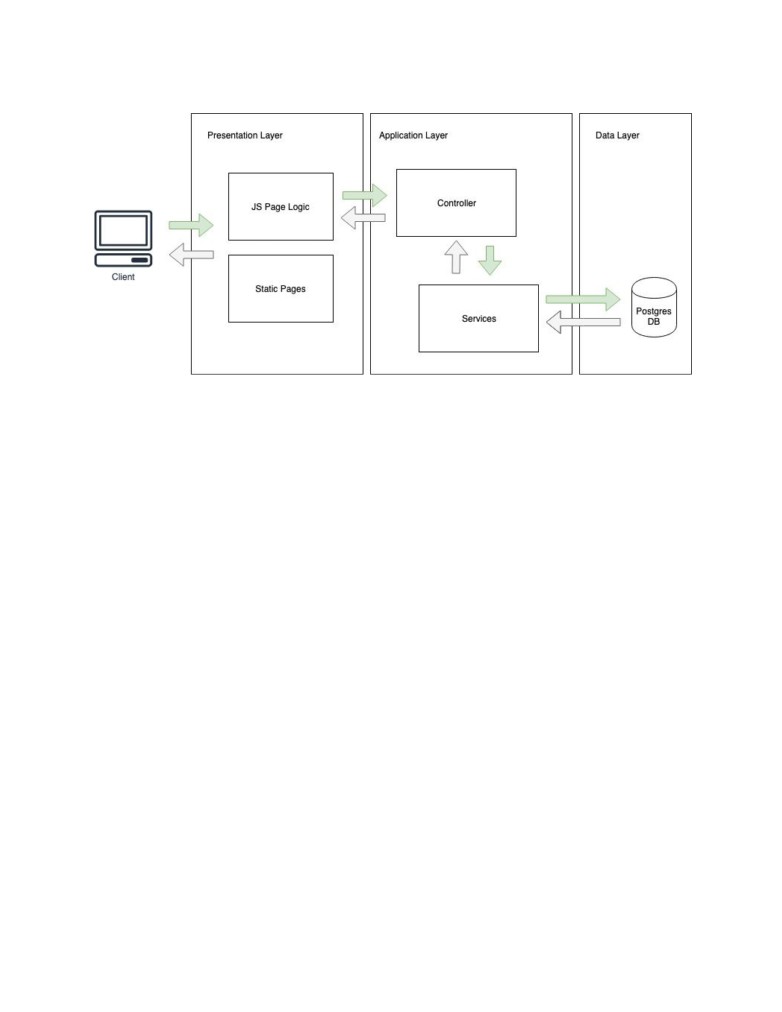 Presentation Layer
Application Layer
Data Layer
JS Page Logic
Controller
Client
Static Pages
Services
Postgres
DB